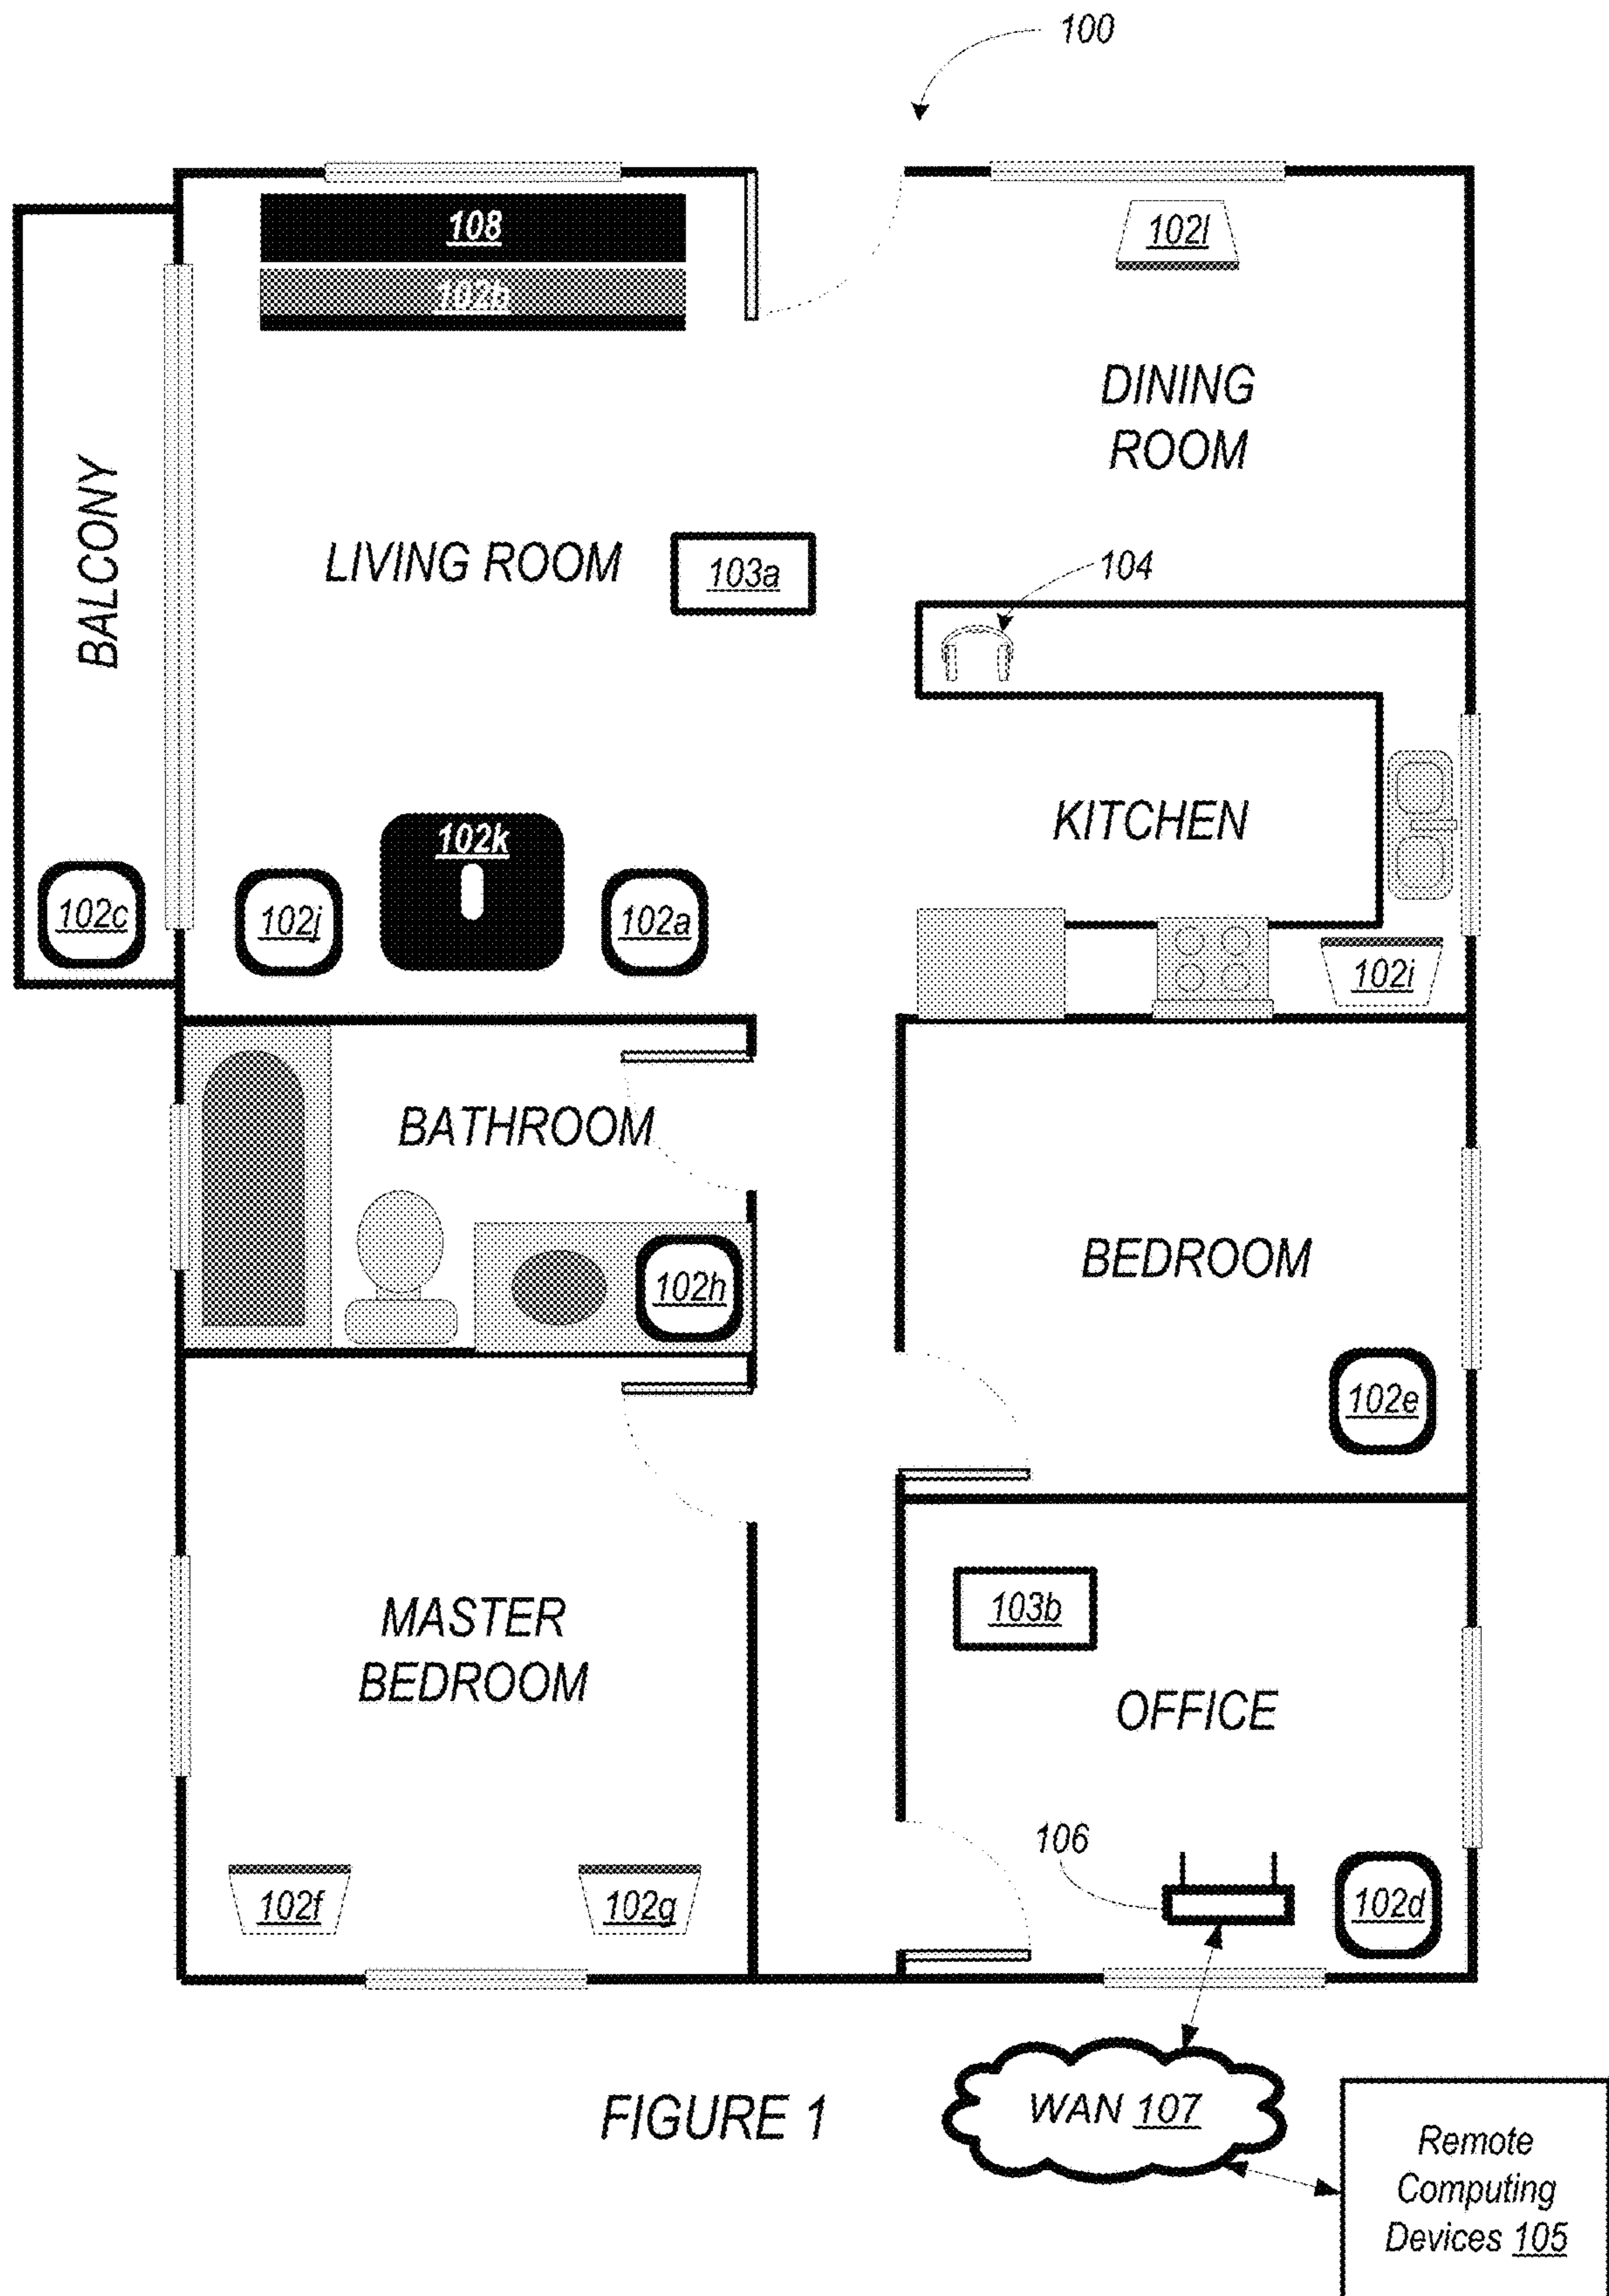 100
108
102b
102l
DINING
ROOM
BALCONY
LIVING ROOM
103a
104
KITCHEN
102k
102c
102j
102a
102i
BATHROOM
BEDROOM
102h
102e
MASTER
BEDROOM
103b
OFFICE
106
102f
102g
102d
FIGURE 1
WAN 107
Remote
Computing
Devices 105